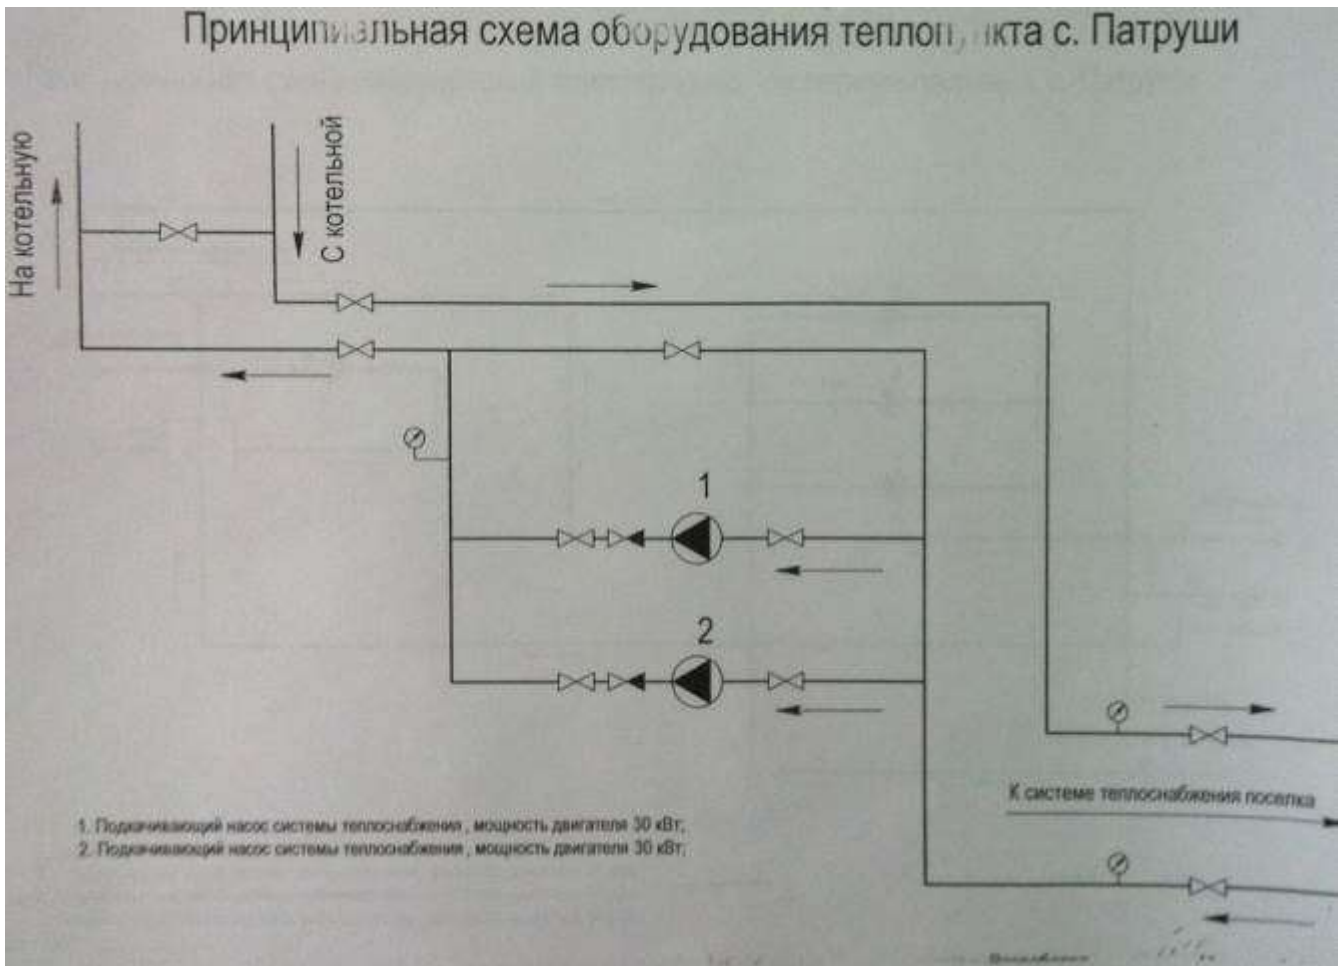 Принципиальная схема оборудования теплопункта с. Патруши
На котельную
С котельной
1
2
К системе теплоснабжения поселка
1. Подкачивающий насос системы теплоснабжения , мощность двигателя 30 кВт;
2. Подкачивающий насос системы теплоснабжения , мощность двигателя 30 кВт;